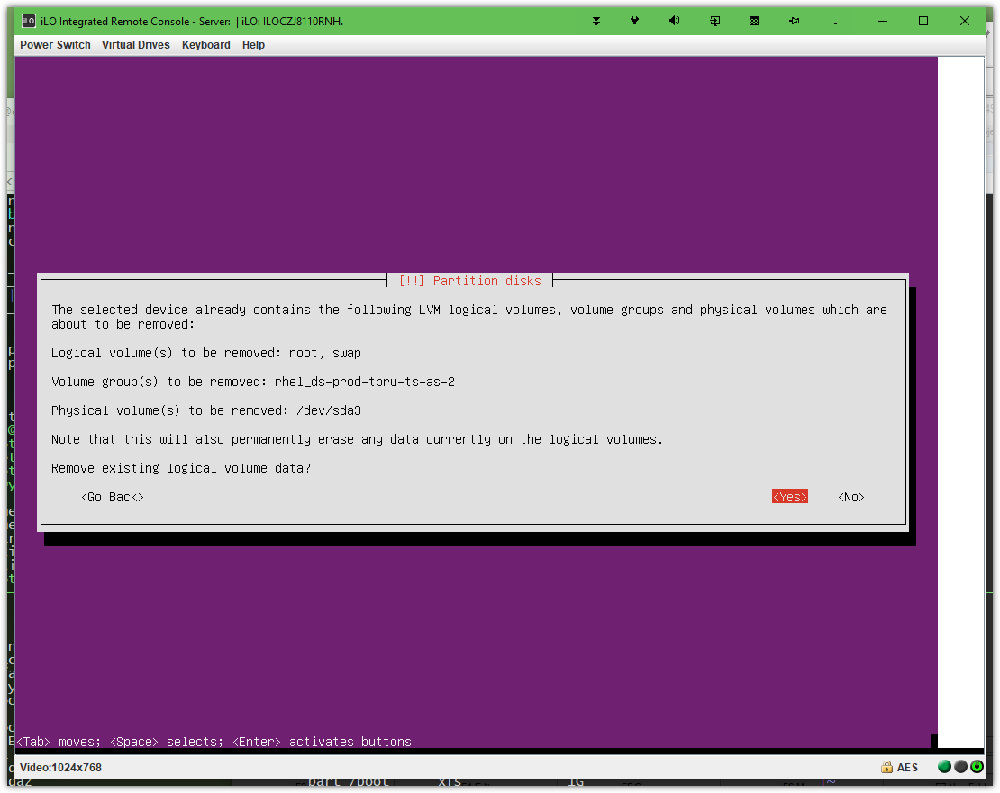 iLO Integrated Remote Console - Server: | iLO: ILOCZJ8110RNH.
Power Switch Virtual Drives Keyboard Help
[!!] Partition disks
The selected device already contains the following LVM logical volumes, volume groups and physical volumes which are
about to be removed:
Logical volume(s) to be removed: root, swap
Volume group(s) to be removed: rhel_ds-prod-tbru-ts-as-2
Physical volume(s) to be removed: /dev/sda3
Note that this will also permanently erase any data currently on the logical volumes.
Remove existing logical volume data?
<Go Back> <Yes> <No>
<Tab> moves; <Space> selects; <Enter> activates buttons
Video:1024x768 AES
part /boot xfs 1G